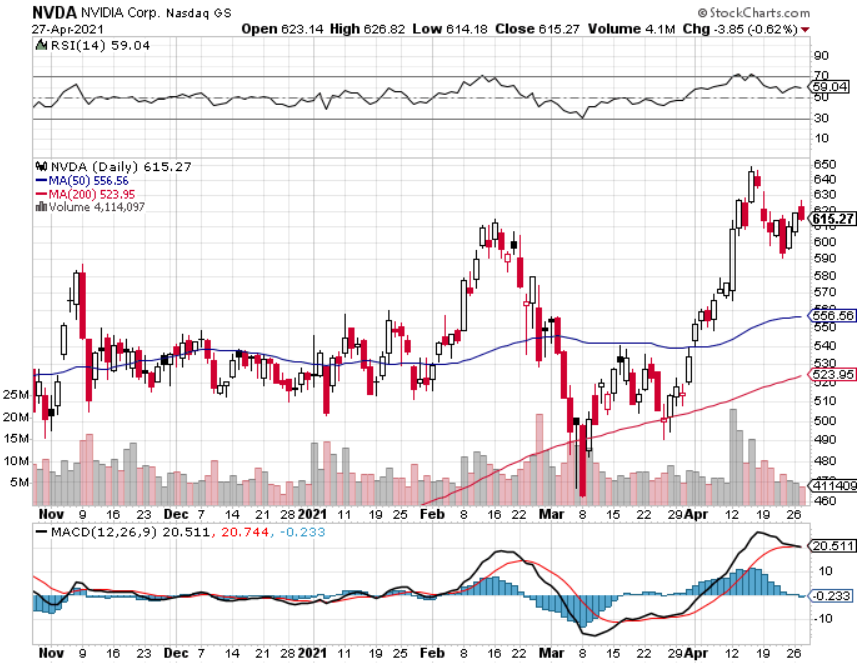 NVDA NVIDIA Corp. Nasdaq GS @StockCharts.com
27-Apr-2021 Open 623.14 High 626.82 Low 614.18 Close 615.27 Volume 4.1M Chg -3.85 (-0.62%)
RSI(14) 59.04
90
70
59.04
50
30
10
NVDA (Daily) 615.27
MA(50) 556.56
MA(200) 523.95
Volume 4,114,097
650
640
630
620
615.27
600
590
580
570
560
556.56
550
540
530
523.95
520
510
500
490
480
470
460
25M
20M
15M
10M
5M
411409
Nov 9 16 23 Dec 7 14 21 28 2021 11 19 25 Feb 8 16 22 Mar 8 15 22 29 Apr 12 19 26
MACD(12,26,9) 20.511, 20.744, -0.233
20.511
10
-0.233
-10
Nov 9 16 23 Dec 7 14 21 28 2021 11 19 25 Feb 8 16 22 Mar 8 15 22 29 Apr 12 19 26